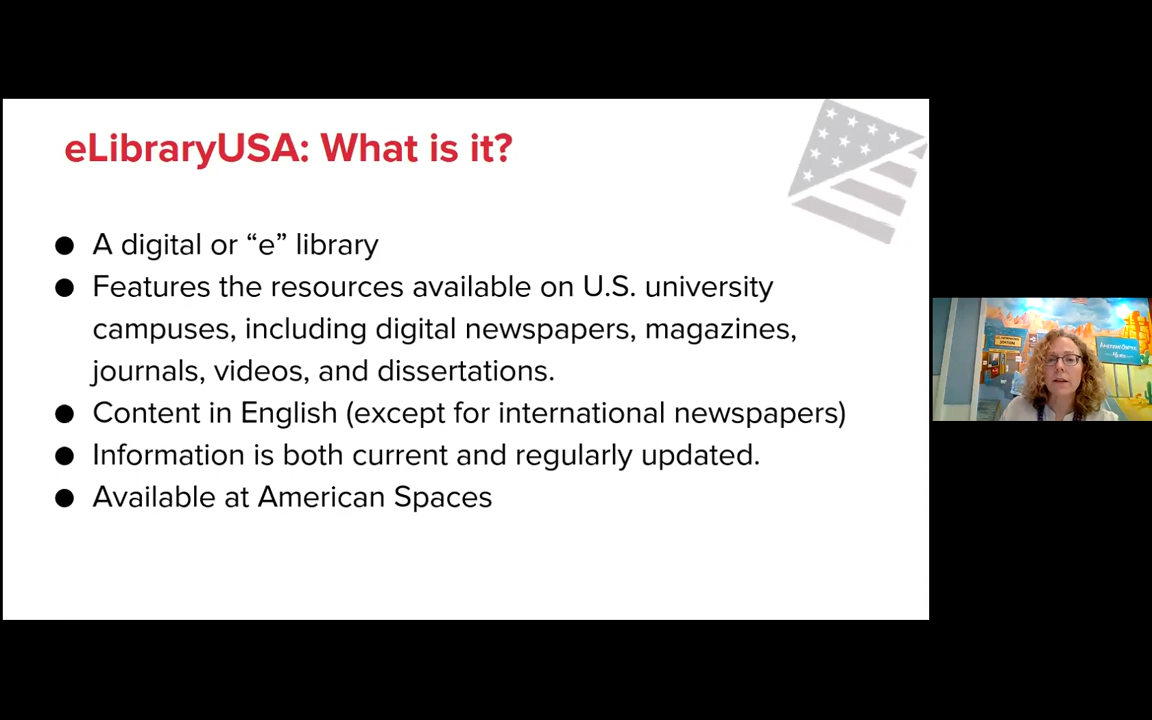 eLibraryUSA: What is it?
● A digital or “e” library
● Features the resources available on U.S. university
campuses, including digital newspapers, magazines,
journals, videos, and dissertations.
● Content in English (except for international newspapers)
● Information is both current and regularly updated.
● Available at American Spaces